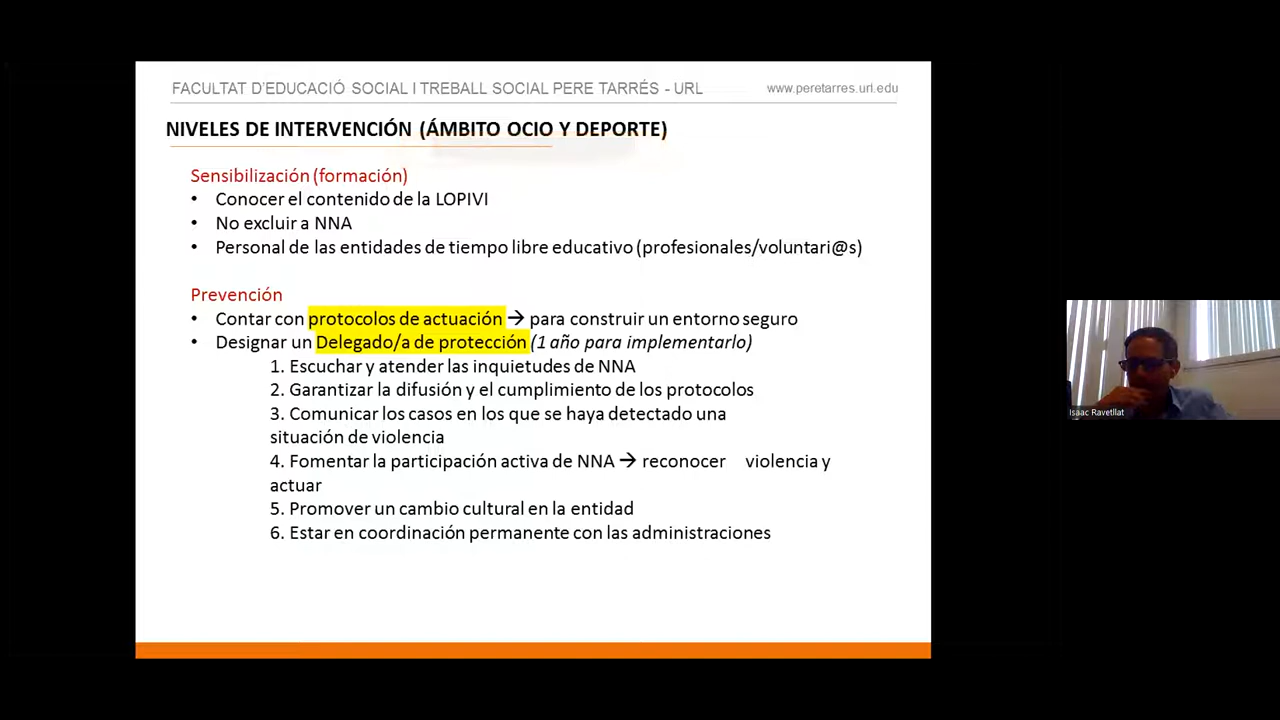 FACULTAT D'EDUCACIÓ SOCIAL I TREBALL SOCIAL PERE TARRÉS - URL
www.peretarres.url.edu
NIVELES DE INTERVENCIÓN (ÁMBITO OCIO Y DEPORTE)
Sensibilización (formación)
• Conocer el contenido de la LOPIVI
• No excluir a NNA
• Personal de las entidades de tiempo libre educativo (profesionales/voluntari@s)
Prevención
• Contar con protocolos de actuación → para construir un entorno seguro
• Designar un Delegado/a de protección (1 año para implementarlo)
1. Escuchar y atender las inquietudes de NNA
2. Garantizar la difusión y el cumplimiento de los protocolos
3. Comunicar los casos en los que se haya detectado una
situación de violencia
4. Fomentar la participación activa de NNA → reconocer violencia y
actuar
5. Promover un cambio cultural en la entidad
6. Estar en coordinación permanente con las administraciones
Isaac Ravetllat